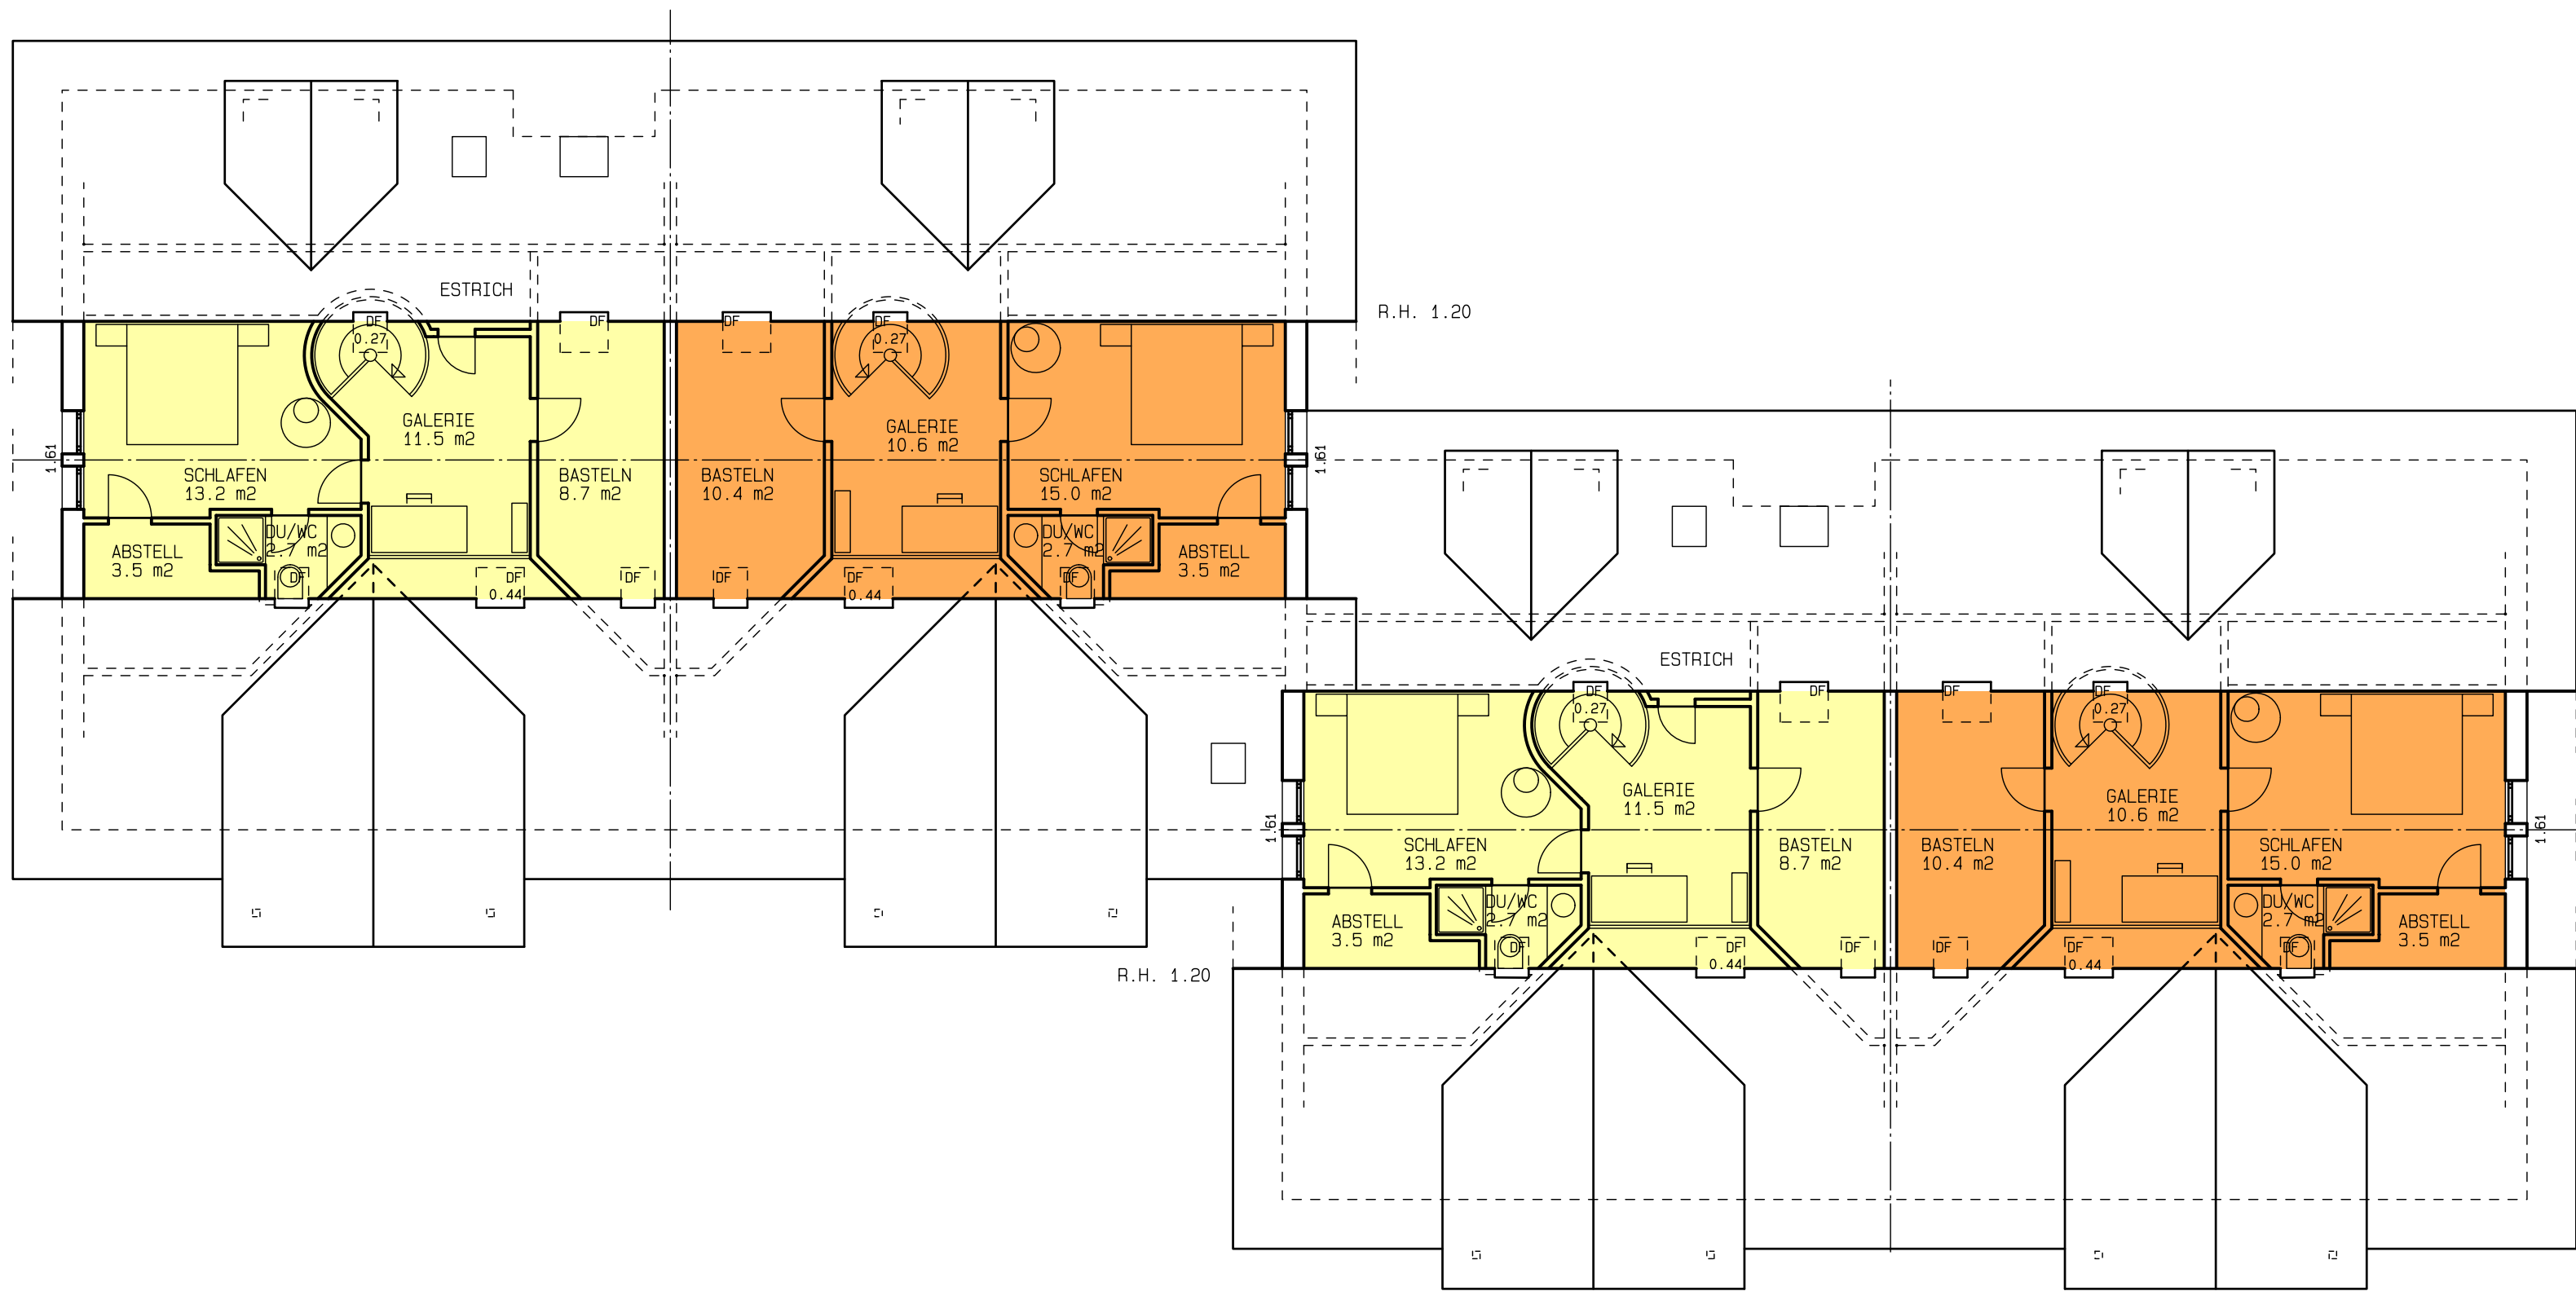 ESTRICH
R.H. 1.20
DF
DF
DF
DF
0.27
0.27
GALERIE
11.5 m2
GALERIE
10.6 m2
1.61
SCHLAFEN
13.2 m2
BASTELN
8.7 m2
BASTELN
10.4 m2
SCHLAFEN
15.0 m2
1.61
ABSTELL
3.5 m2
DU/WC
2.7 m2
DU/WC
2.7 m2
ABSTELL
3.5 m2
DF
DF
0.44
DF
DF
DF
0.44
DF
ESTRICH
DF
DF
DF
DF
0.27
0.27
GALERIE
11.5 m2
GALERIE
10.6 m2
1.61
SCHLAFEN
13.2 m2
BASTELN
8.7 m2
BASTELN
10.4 m2
SCHLAFEN
15.0 m2
1.61
ABSTELL
3.5 m2
DU/WC
2.7 m2
DU/WC
2.7 m2
ABSTELL
3.5 m2
DF
DF
0.44
DF
DF
DF
0.44
DF
R.H. 1.20